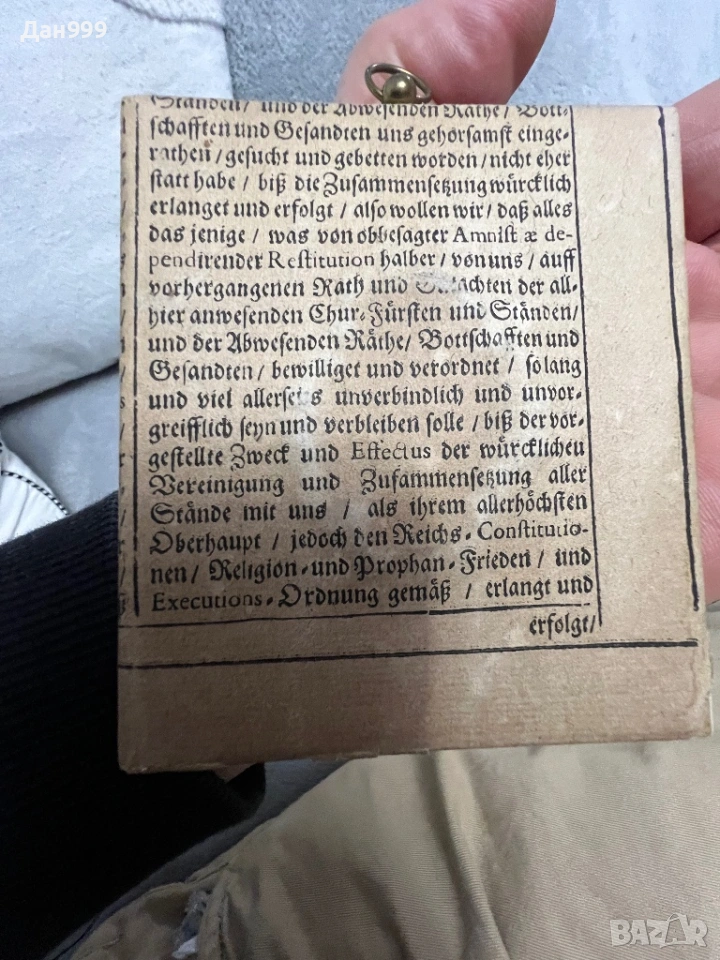 Дан999
Ständen/ und der Abwesenden Räthe/ Bott-
schafften und Gesandten uns gehorsamst einge-
rathen/ gesucht und gebetten worden/ nicht eher
statt habe / biß die Zusammensetzung würcklich
erlanget und erfolgt / also wollen wir/ daß alles
das jenige / was von obbesagter Amnistæ de-
pendirender Restitution halber / von uns / auff
vorhergangenen Rath und Gutachten der all-
hier anwesenden Chur-Fürsten und Ständen/
und der Abwesenden Räthe/ Bottschafften und
Gesandten/ bewilliget und verordnet / so lang
und viel allerseits unverbindlich und unvor-
greifflich seyn und verbleiben solle / biß der vor-
gestellte Zweck und Effectus der würcklichen
Vereinigung und Zusammensetzung aller
Stände mit uns / als ihrem allerhöchsten
Oberhaupt / jedoch den Reichs-Constitutio-
nen/ Religion-und Prophan-Frieden/ und
Executions-Ordnung gemäß / erlangt und
erfolgt/
BAZAR